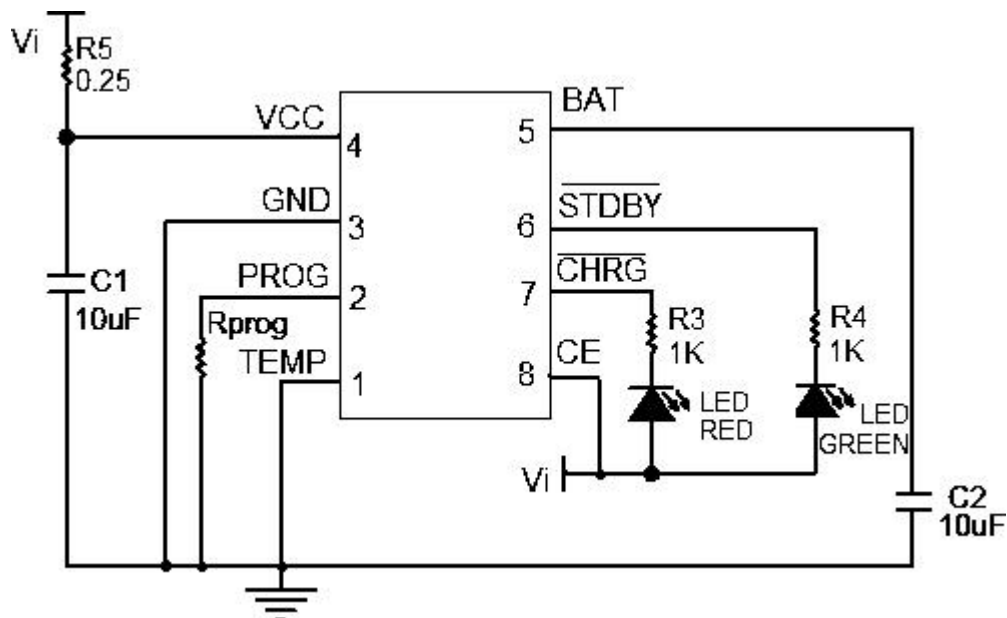 Vi
R5
0.25
VCC
4
BAT
5
GND
3
STDBY
6
C1
10uF
PROG
2
CHRG
7
Rprog
R3
1K
R4
1K
TEMP
1
CE
8
LED
RED
LED
GREEN
Vi
C2
10uF